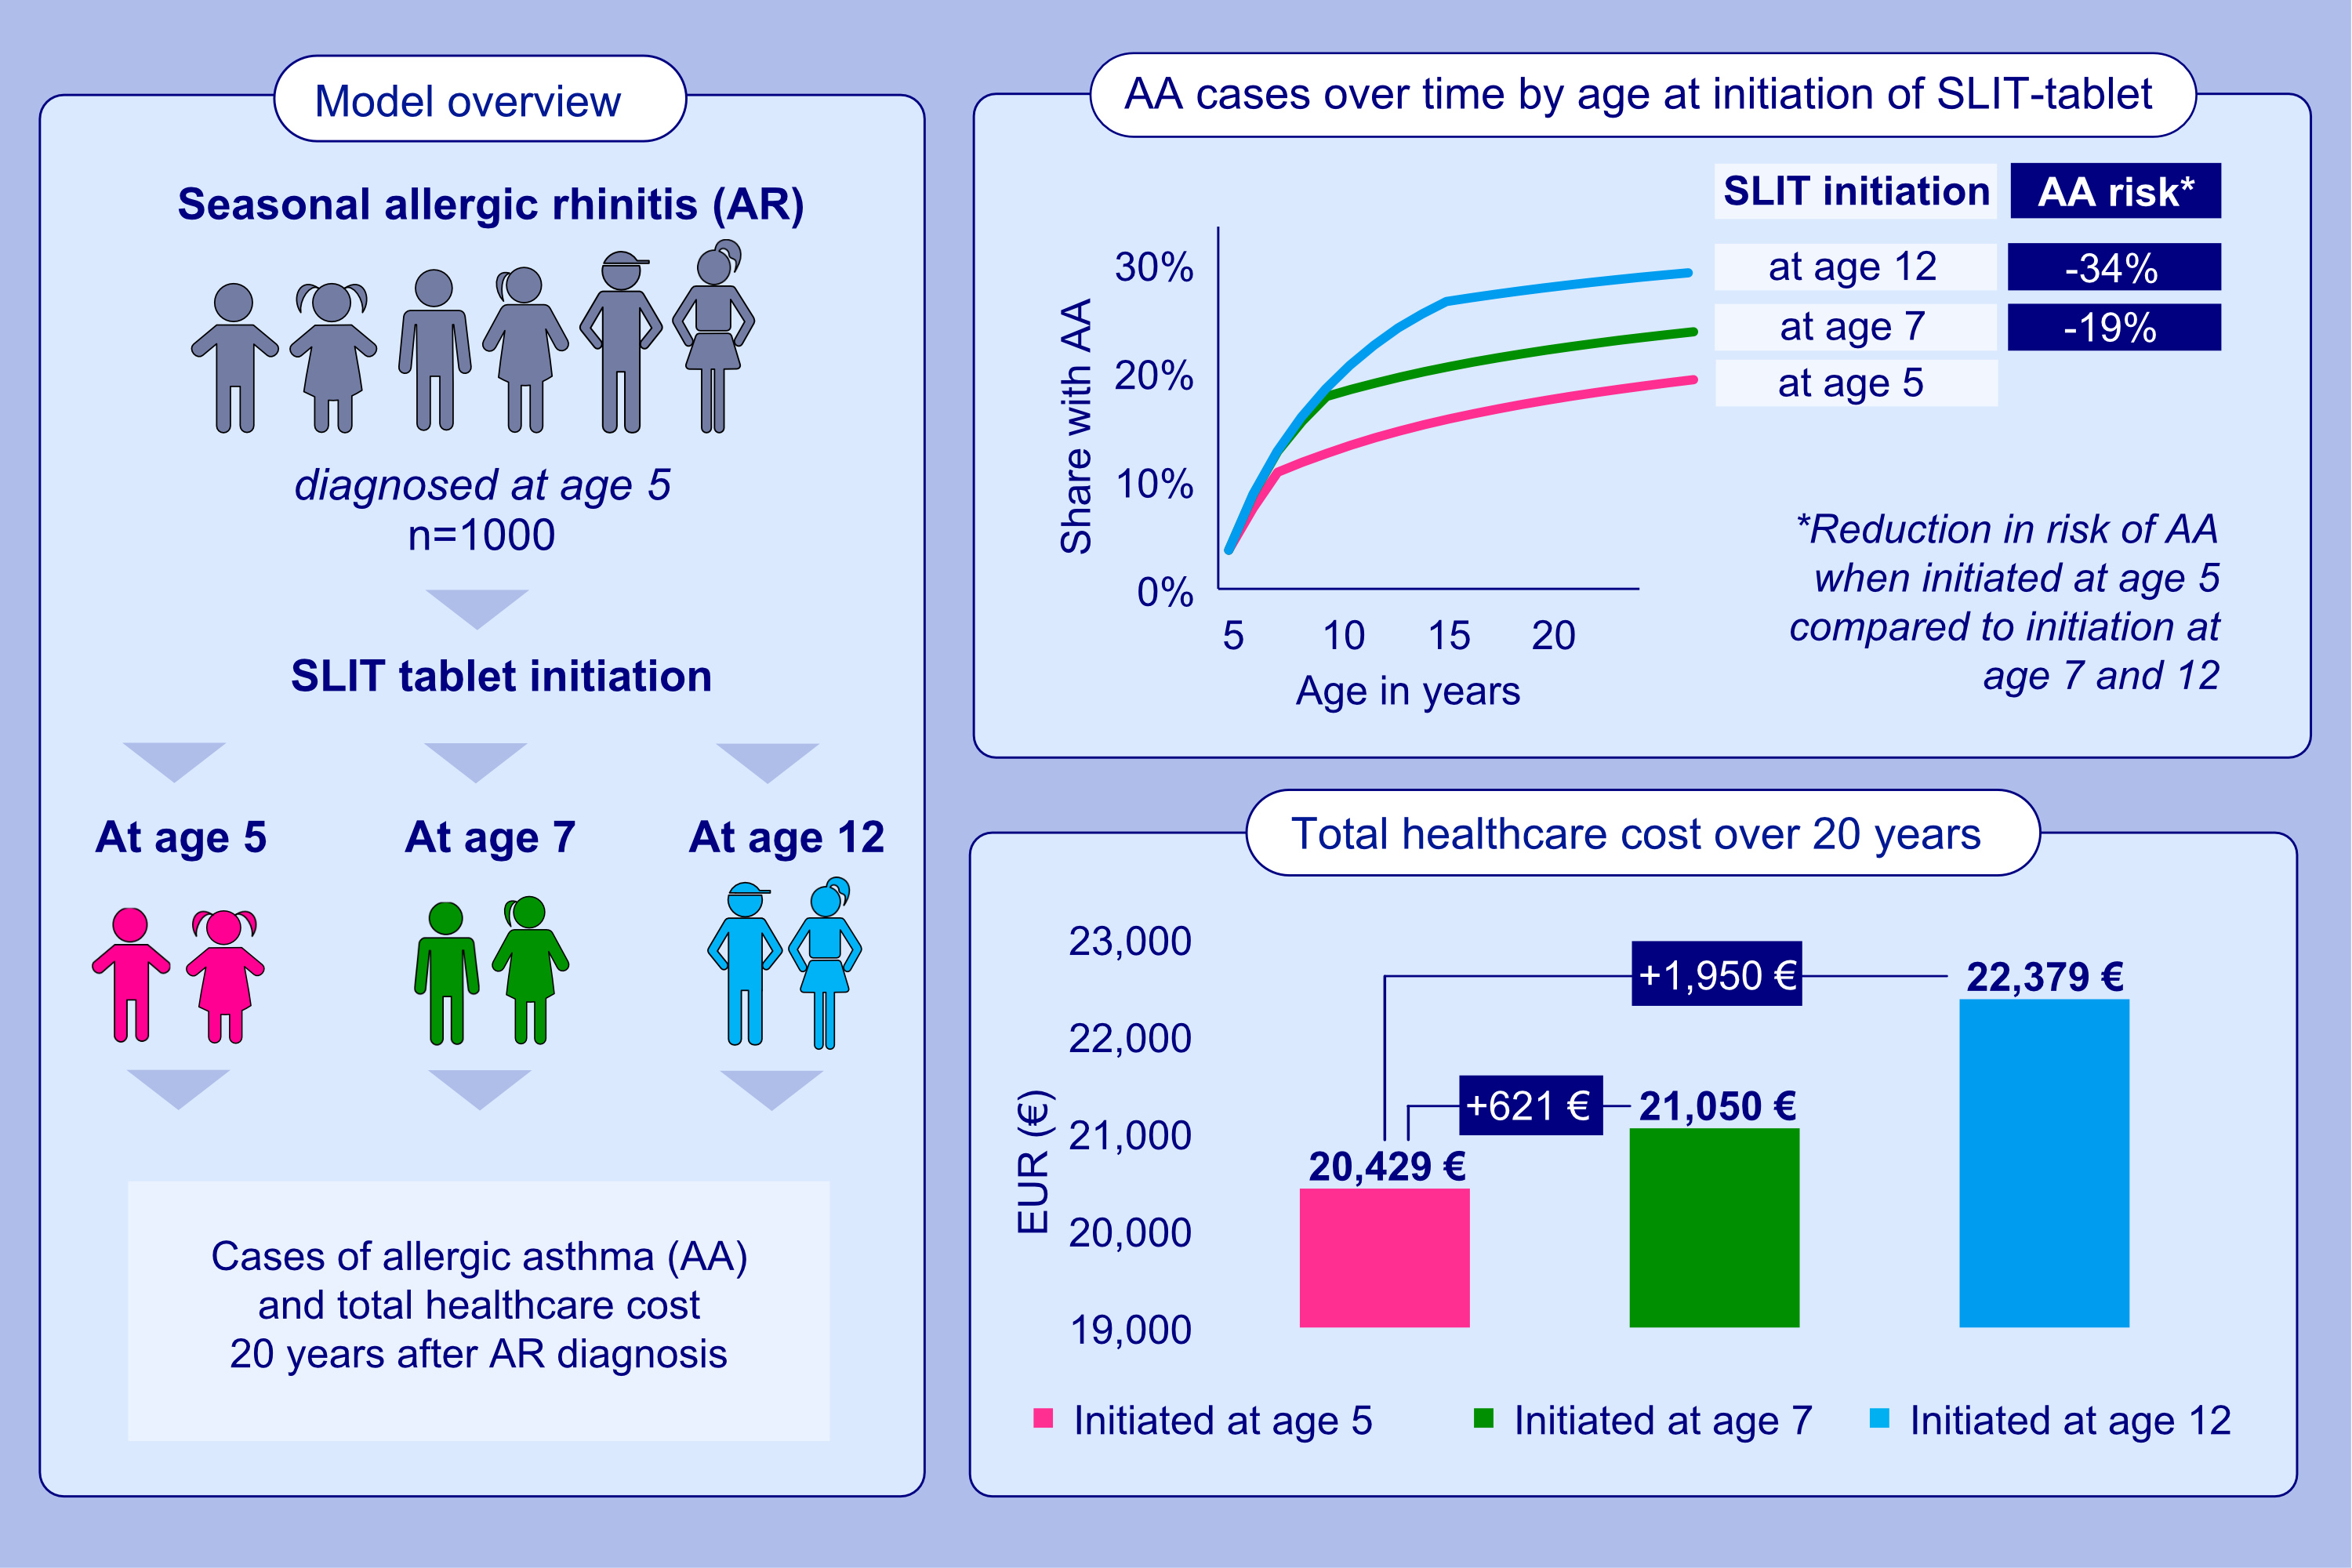 Model overview
Seasonal allergic rhinitis (AR)
diagnosed at age 5
n=1000
SLIT tablet initiation
At age 5
At age 7
At age 12
Cases of allergic asthma (AA)
and total healthcare cost
20 years after AR diagnosis
AA cases over time by age at initiation of SLIT-tablet
SLIT initiation
AA risk*
at age 12
-34%
at age 7
-19%
at age 5
Share with AA
30%
20%
10%
0%
5
10
15
20
Age in years
*Reduction in risk of AA
when initiated at age 5
compared to initiation at
age 7 and 12
Total healthcare cost over 20 years
EUR (€)
23,000
22,000
21,000
20,000
19,000
+1,950 €
22,379 €
+621 €
21,050 €
20,429 €
Initiated at age 5
Initiated at age 7
Initiated at age 12